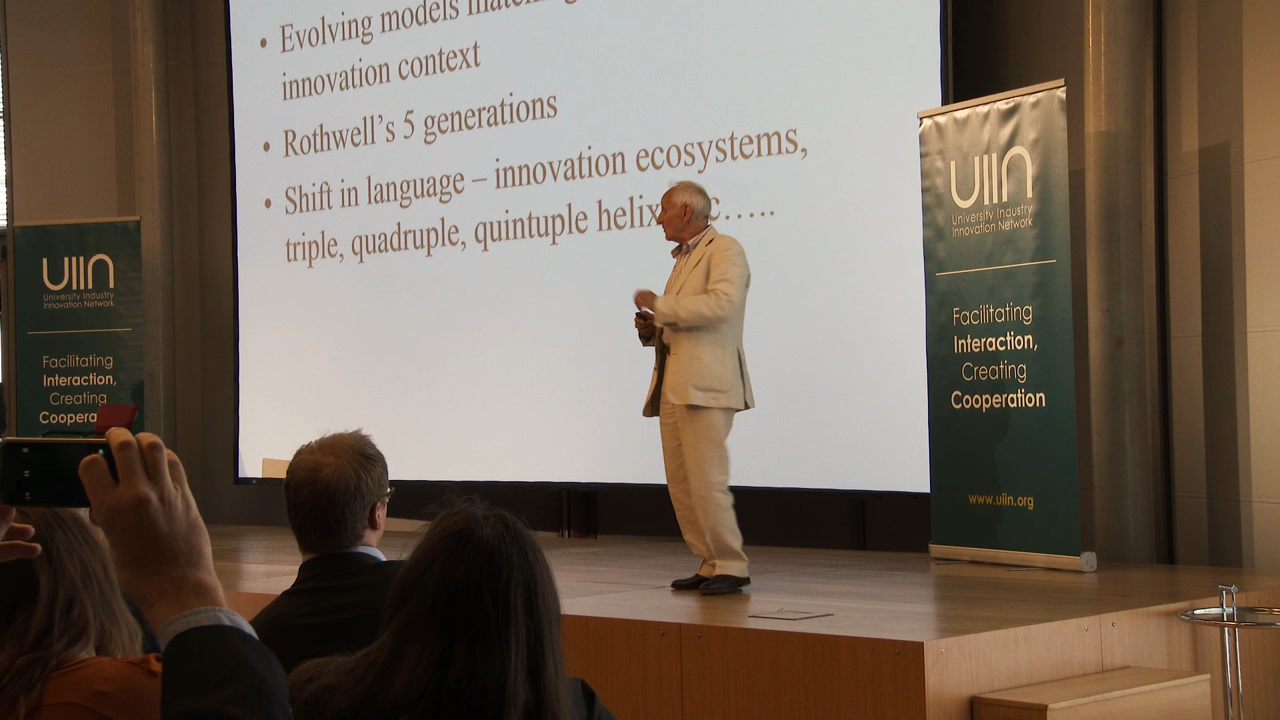 • Evolving models matching
innovation context
• Rothwell’s 5 generations
• Shift in language – innovation ecosystems,
triple, quadruple, quintuple helix
UIIN
University Industry
Innovation Network
Facilitating
Interaction,
Creating
Cooperation
www.uiin.org
UIIN
University Industry
Innovation Network
Facilitating
Interaction,
Creating